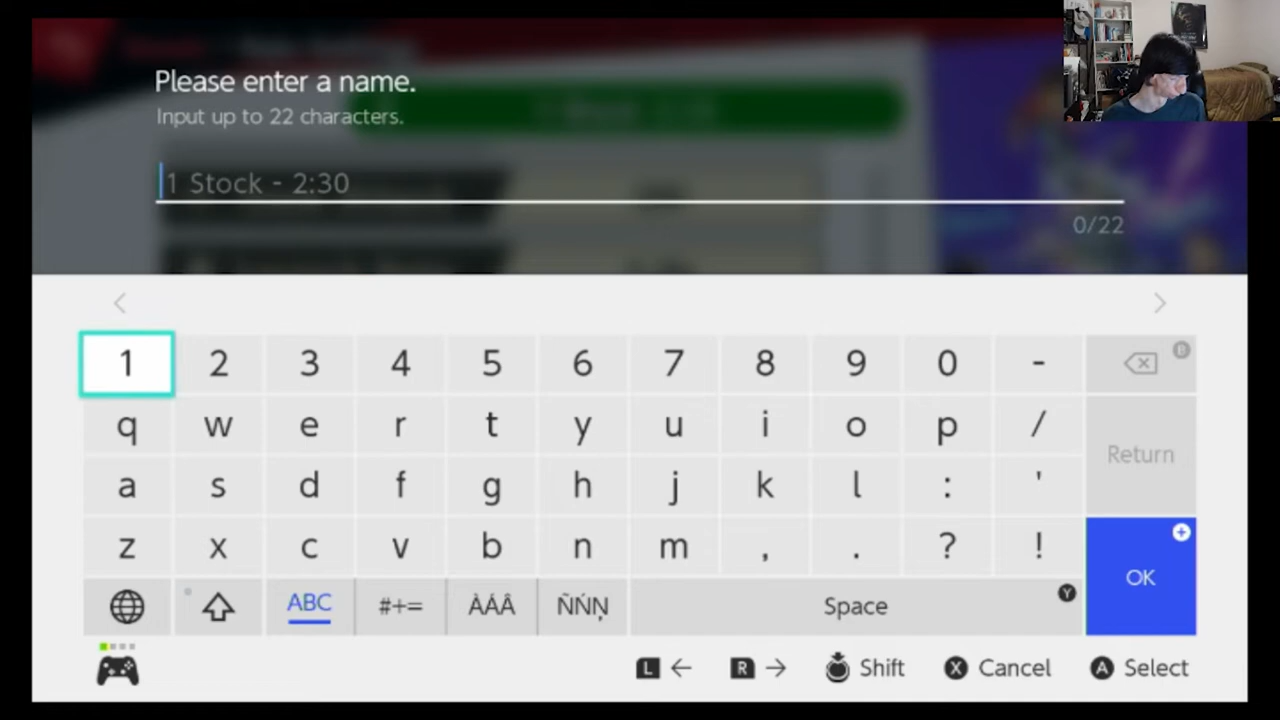 Please enter a name.
Input up to 22 characters.
1 Stock - 2:30
0/22
1 2 3 4 5 6 7 8 9 0 -
q w e r t y u i o p /
Return
a s d f g h j k l : '
z x c v b n m , . ? !
OK
ABC #+= ÀÁÂ ÑŃṆ Space Y
L ← R → Shift X Cancel A Select